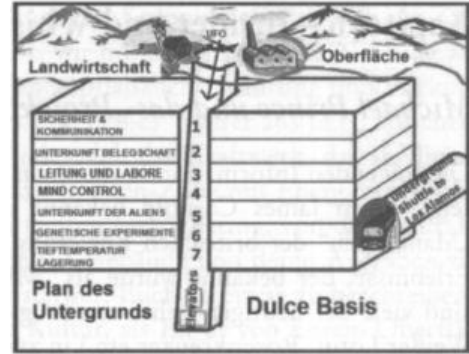 UFO
Landwirtschaft
Oberfläche
SICHERHEIT &
KOMMUNIKATION
1
UNTERKUNFT BELEGSCHAFT
2
LEITUNG UND LABORE
3
MIND CONTROL
4
UNTERKUNFT DER ALIENS
5
GENETISCHE EXPERIMENTE
6
TIEFTEMPERATUR
LAGERUNG
7
Elevators
Underground
Shuttle to
Los Alamos
Plan des
Untergrunds
Dulce Basis